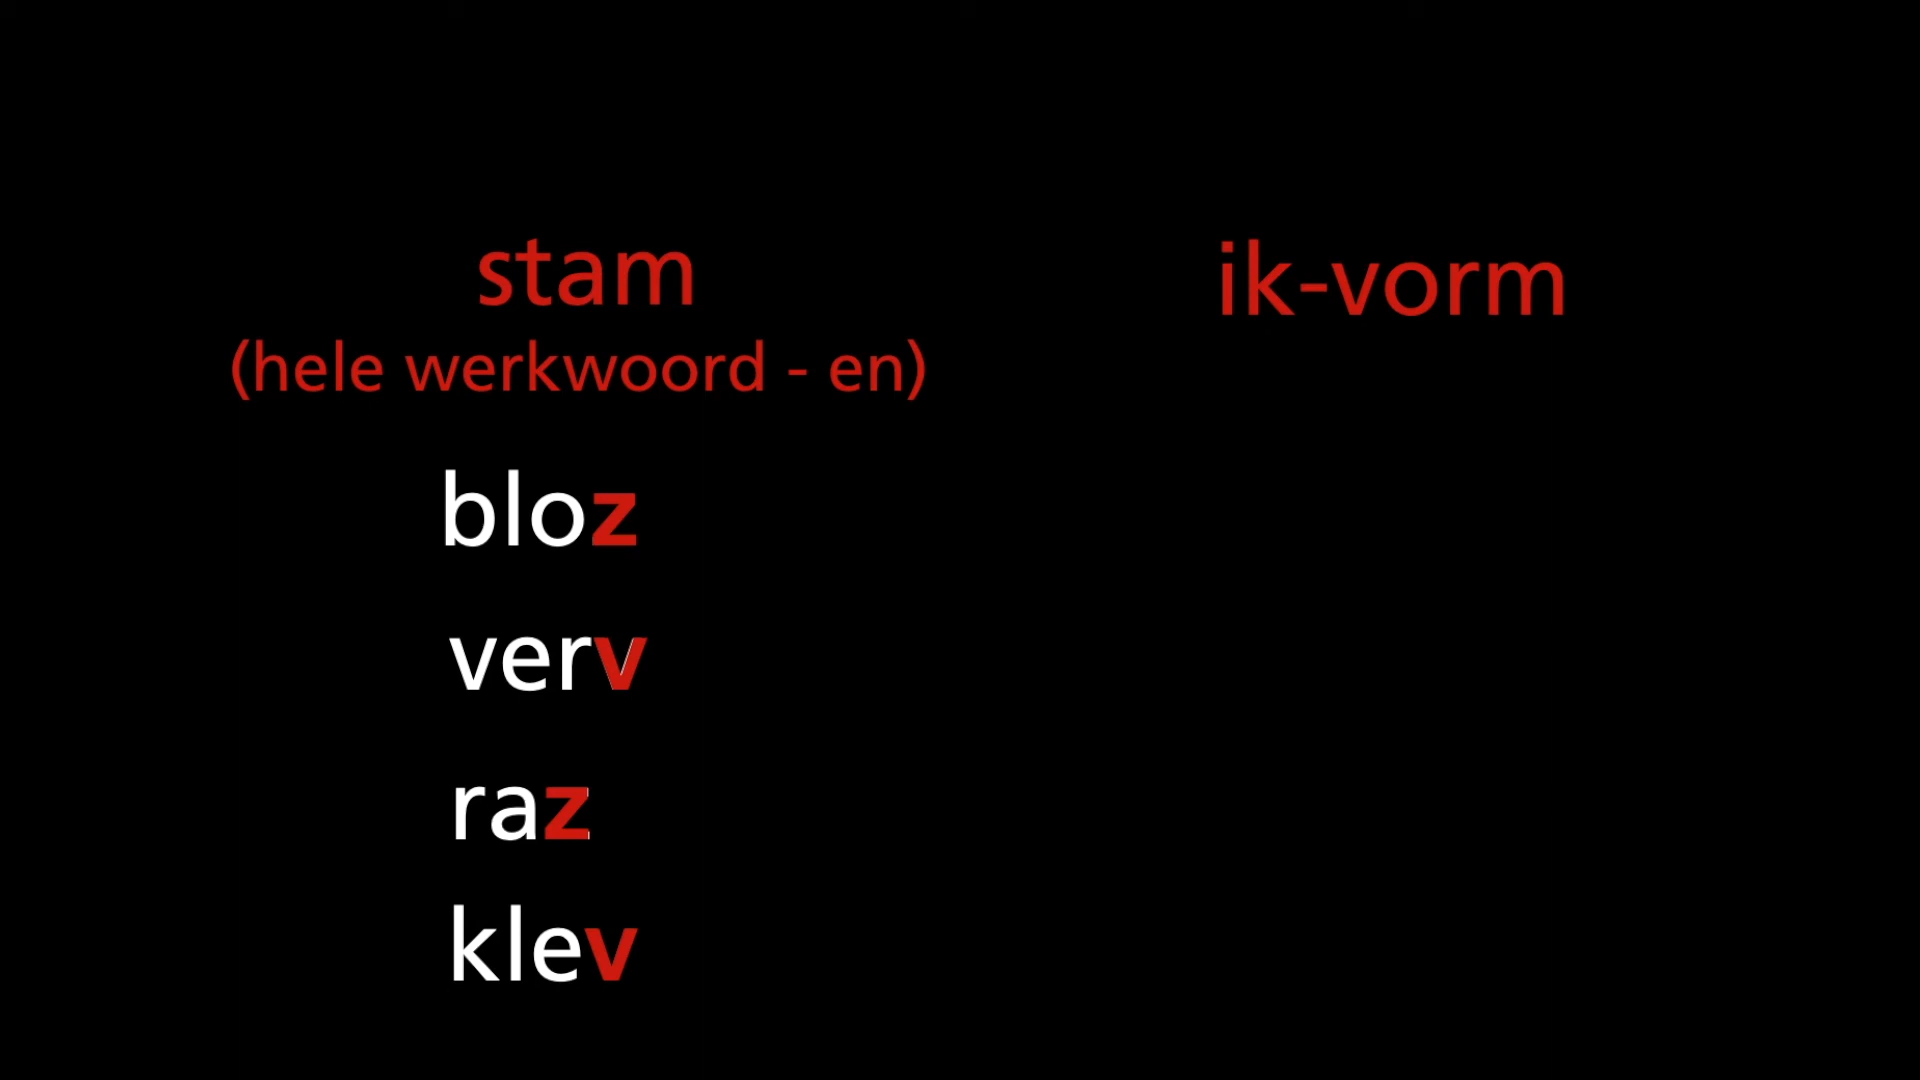 stam
ik-vorm
(hele werkwoord - en)
bloz
verv
raz
klev